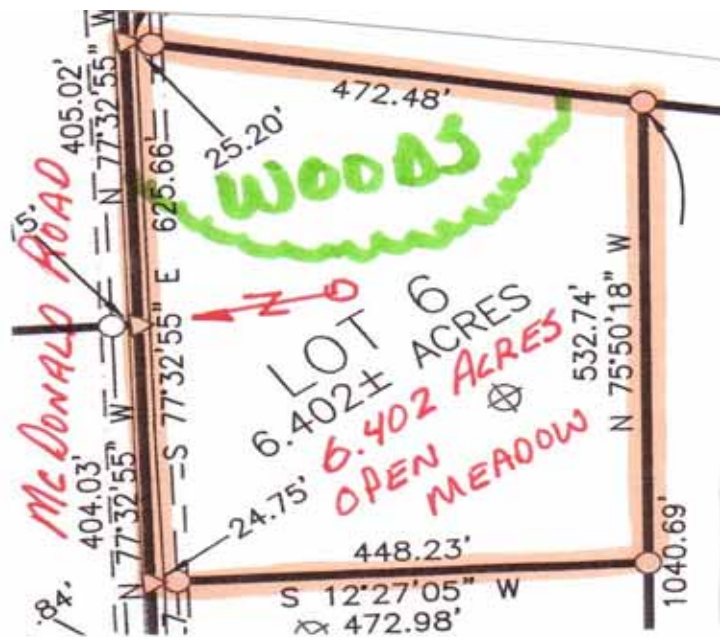 N 77°32'55" W
405.02'
McDONALD ROAD
404.03'
N 77°32'55" W
625.66'
S 77°32'55" E
25.20'
472.48'
WOODS
N
LOT 6
6.402± ACRES
6.402 ACRES
OPEN MEADOW
532.74'
N 75°50'18" W
1040.69'
24.75'
448.23'
S 12°27'05" W
472.98'
.84'